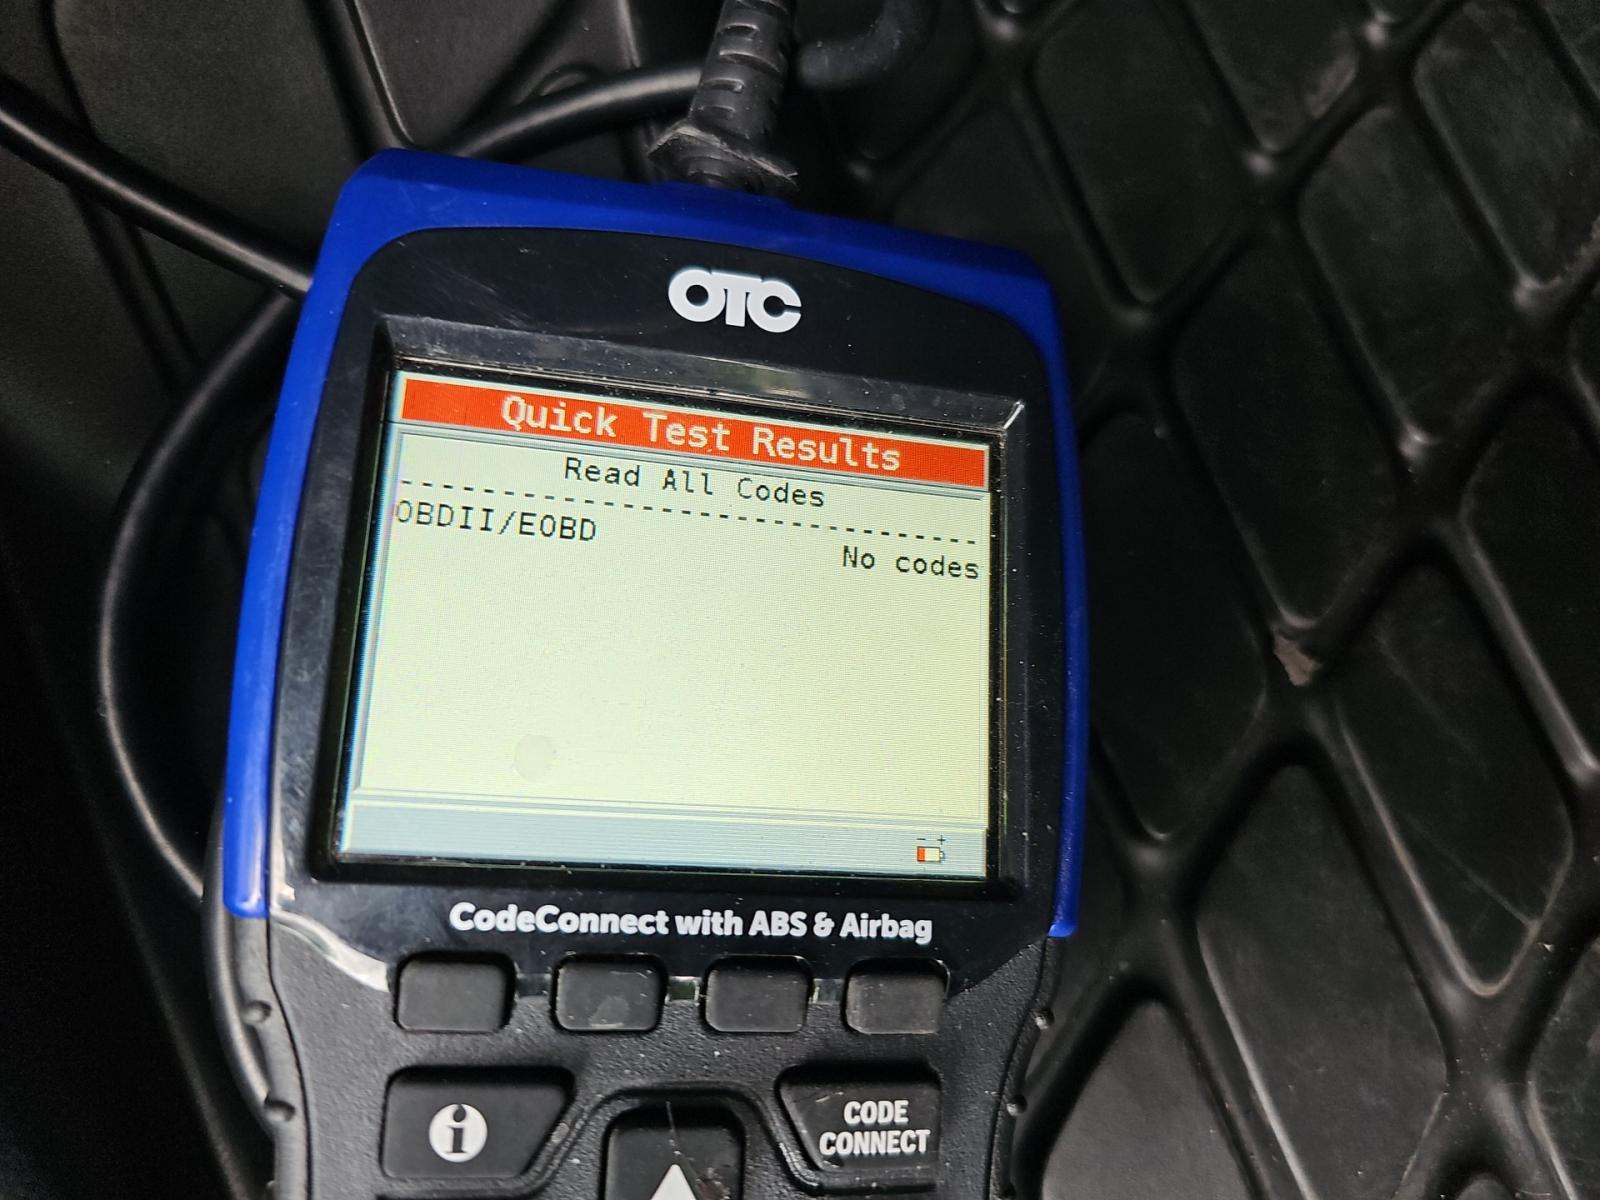 OTC
Quick Test Results
Read All Codes
------------------------------------
OBDII/EOBD
No codes
- +
CodeConnect with ABS & Airbag
i
CODE
CONNECT